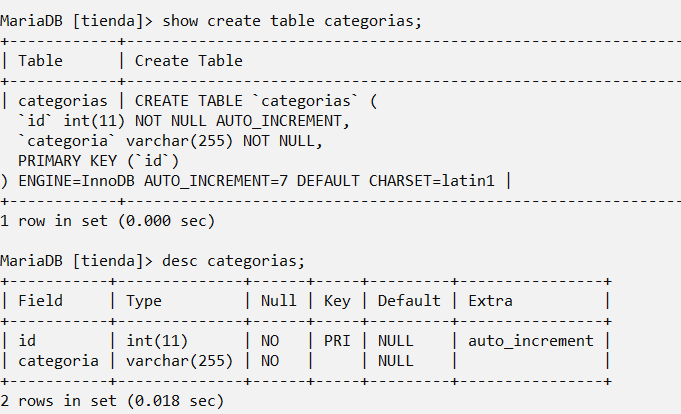 MariaDB [tienda]> show create table categorias;
+------------+--------------------------------------------------------------
| Table      | Create Table
+------------+--------------------------------------------------------------
| categorias | CREATE TABLE `categorias` (
  `id` int(11) NOT NULL AUTO_INCREMENT,
  `categoria` varchar(255) NOT NULL,
  PRIMARY KEY (`id`)
) ENGINE=InnoDB AUTO_INCREMENT=7 DEFAULT CHARSET=latin1 |
+------------+--------------------------------------------------------------
1 row in set (0.000 sec)
MariaDB [tienda]> desc categorias;
+-----------+--------------+------+-----+---------+----------------+
| Field     | Type         | Null | Key | Default | Extra          |
+-----------+--------------+------+-----+---------+----------------+
| id        | int(11)      | NO   | PRI | NULL    | auto_increment |
| categoria | varchar(255) | NO   |     | NULL    |                |
+-----------+--------------+------+-----+---------+----------------+
2 rows in set (0.018 sec)